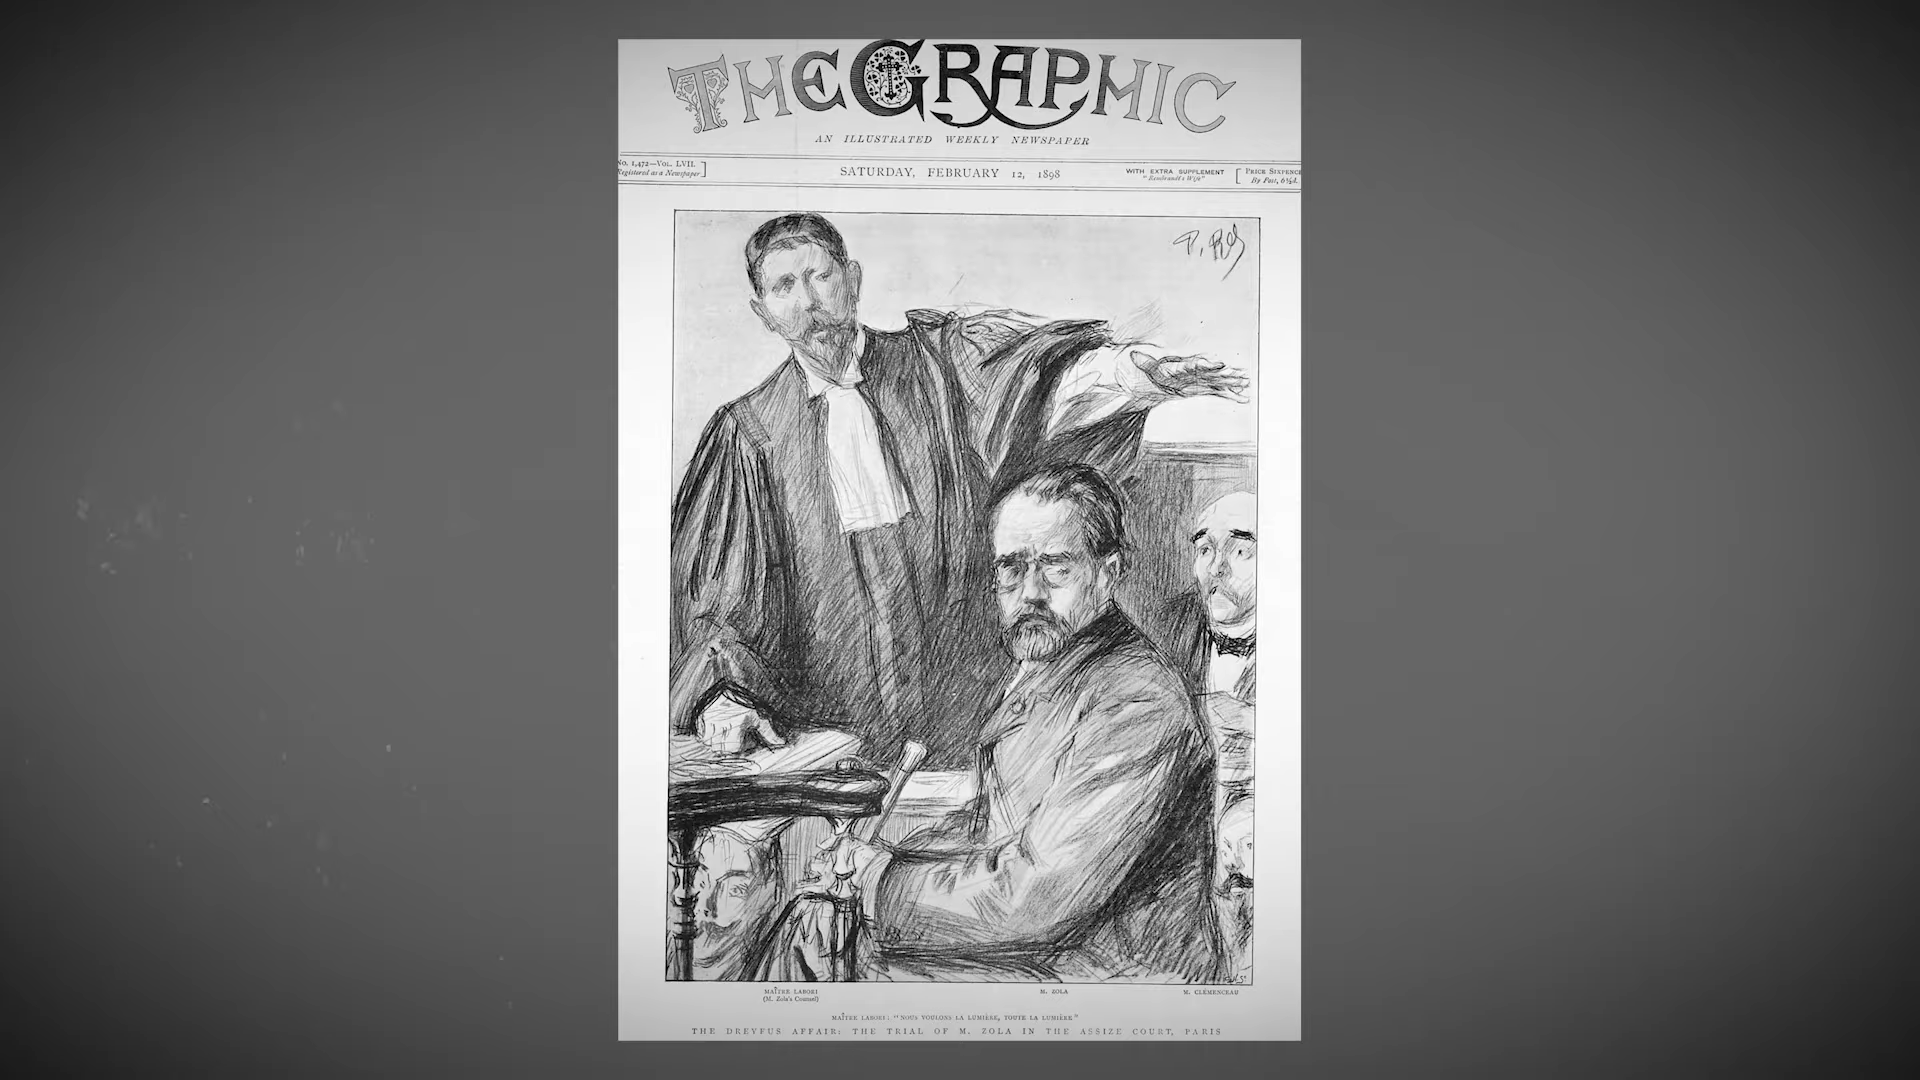 THE GRAPHIC
AN ILLUSTRATED WEEKLY NEWSPAPER
No. 1,472—Vol. LVII.
Registered as a Newspaper]
SATURDAY, FEBRUARY 12, 1898
WITH EXTRA SUPPLEMENT
"Rembrandt's Wife"
[Price Sixpence
By Post, 6½d.
MAÎTRE LABORI
(M. Zola's Counsel)
M. ZOLA
M. CLÉMENCEAU
MAÎTRE LABORI: "NOUS VOULONS LA LUMIÈRE, TOUTE LA LUMIÈRE"
THE DREYFUS AFFAIR: THE TRIAL OF M. ZOLA IN THE ASSIZE COURT, PARIS